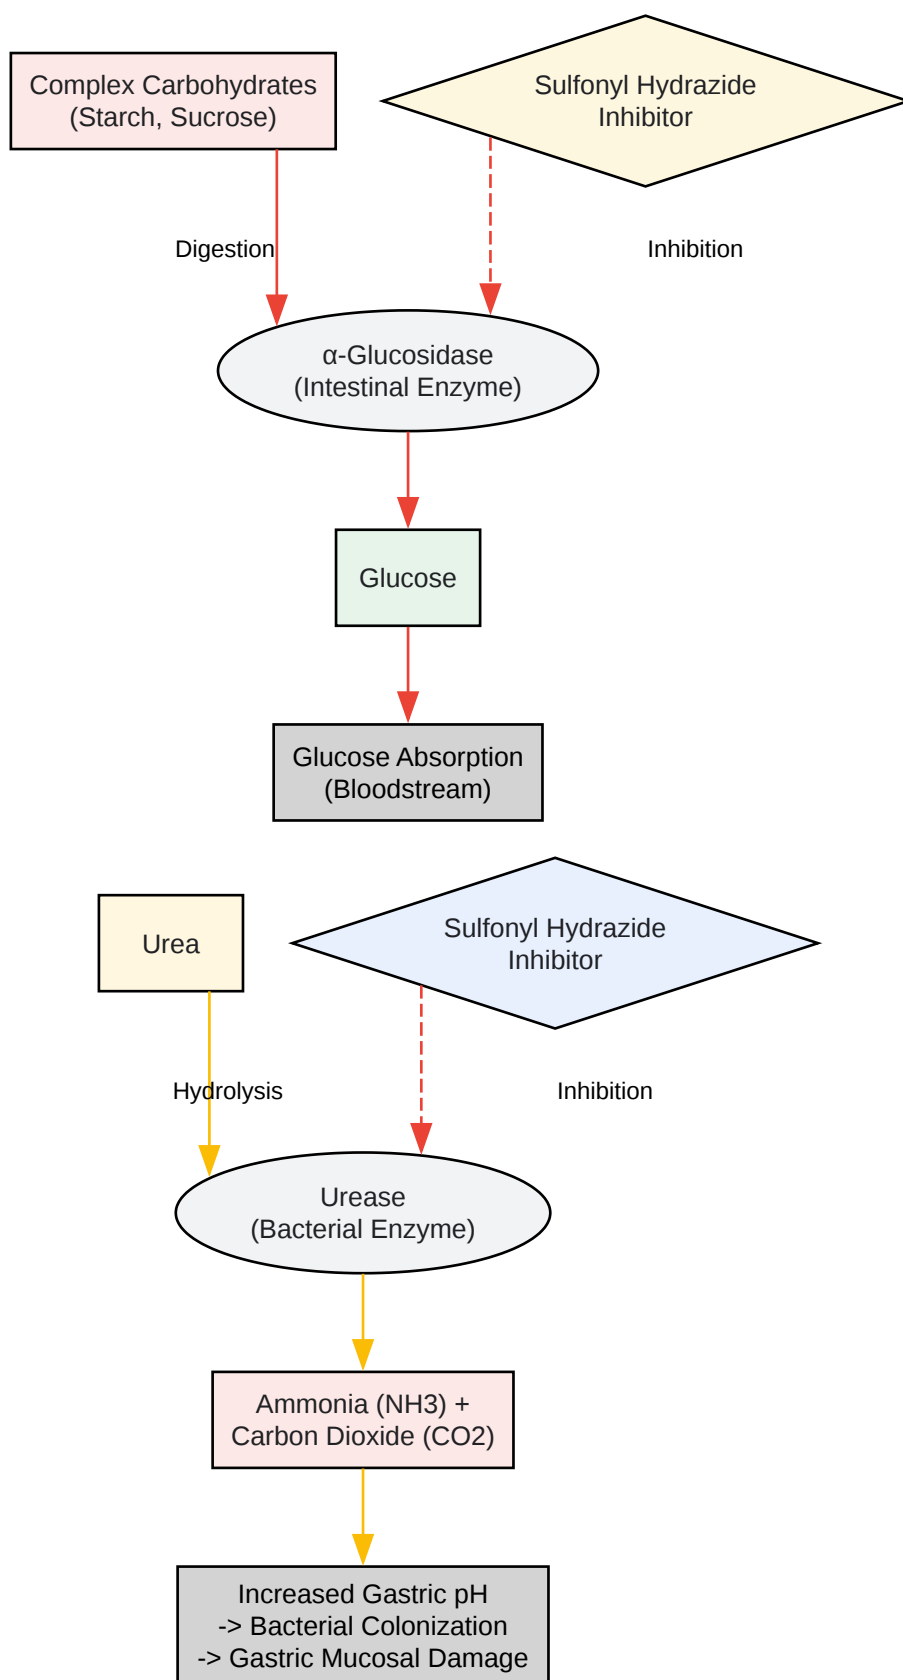 Complex Carbohydrates
(Starch, Sucrose)
Sulfonyl Hydrazide
Inhibitor
Digestion
Inhibition
α-Glucosidase
(Intestinal Enzyme)
Glucose
Glucose Absorption
(Bloodstream)
Urea
Sulfonyl Hydrazide
Inhibitor
Hydrolysis
Inhibition
Urease
(Bacterial Enzyme)
Ammonia (NH3) +
Carbon Dioxide (CO2)
Increased Gastric pH
-> Bacterial Colonization
-> Gastric Mucosal Damage